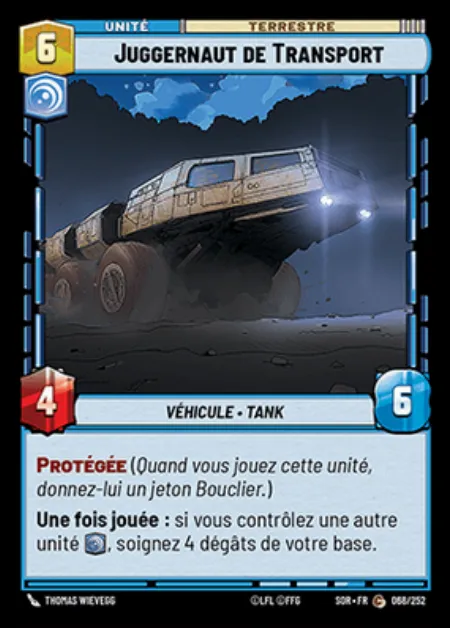 UNITÉ
TERRESTRE
6
JUGGERNAUT DE TRANSPORT
4
VÉHICULE • TANK
6
PROTÉGÉE (Quand vous jouez cette unité,
donnez-lui un jeton Bouclier.)
Une fois jouée : si vous contrôlez une autre
unité , soignez 4 dégâts de votre base.
THOMAS WIEVEGG
©LFL ©FFG
SOR • FR
C
068/252